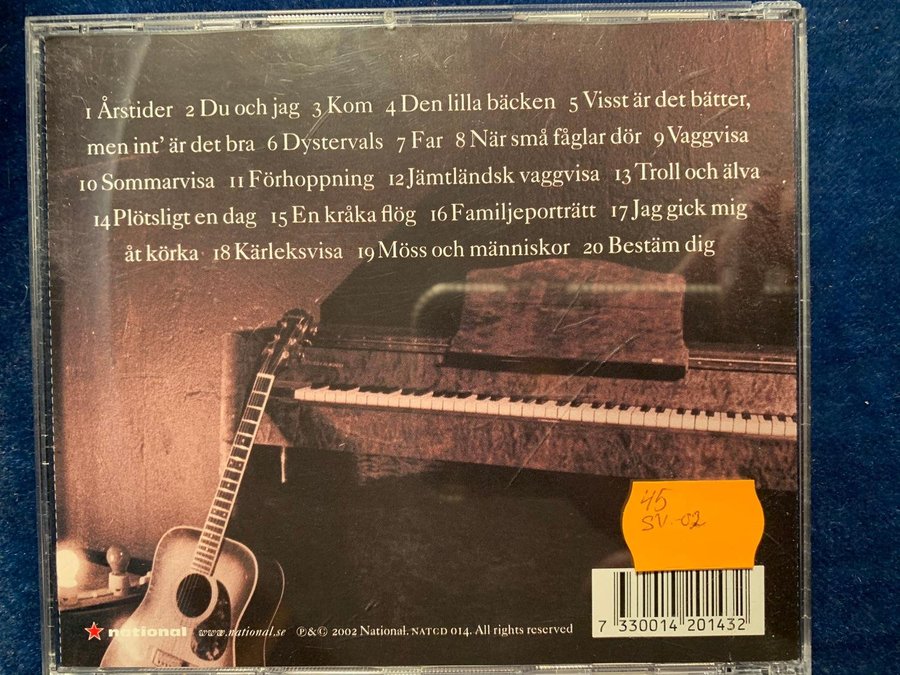 1 Årstider 2 Du och jag 3 Kom 4 Den lilla bäcken 5 Visst är det bätter,
men int' är det bra 6 Dystervals 7 Far 8 När små fåglar dör 9 Vaggvisa
10 Sommarvisa 11 Förhoppning 12 Jämtländsk vaggvisa 13 Troll och älva
14 Plötsligt en dag 15 En kråka flög 16 Familjeporträtt 17 Jag gick mig
åt körka 18 Kärleksvisa 19 Möss och människor 20 Bestäm dig
45
SV.-02
national www.national.se ℗&© 2002 National. NATCD 014. All rights reserved
7 330014 201432